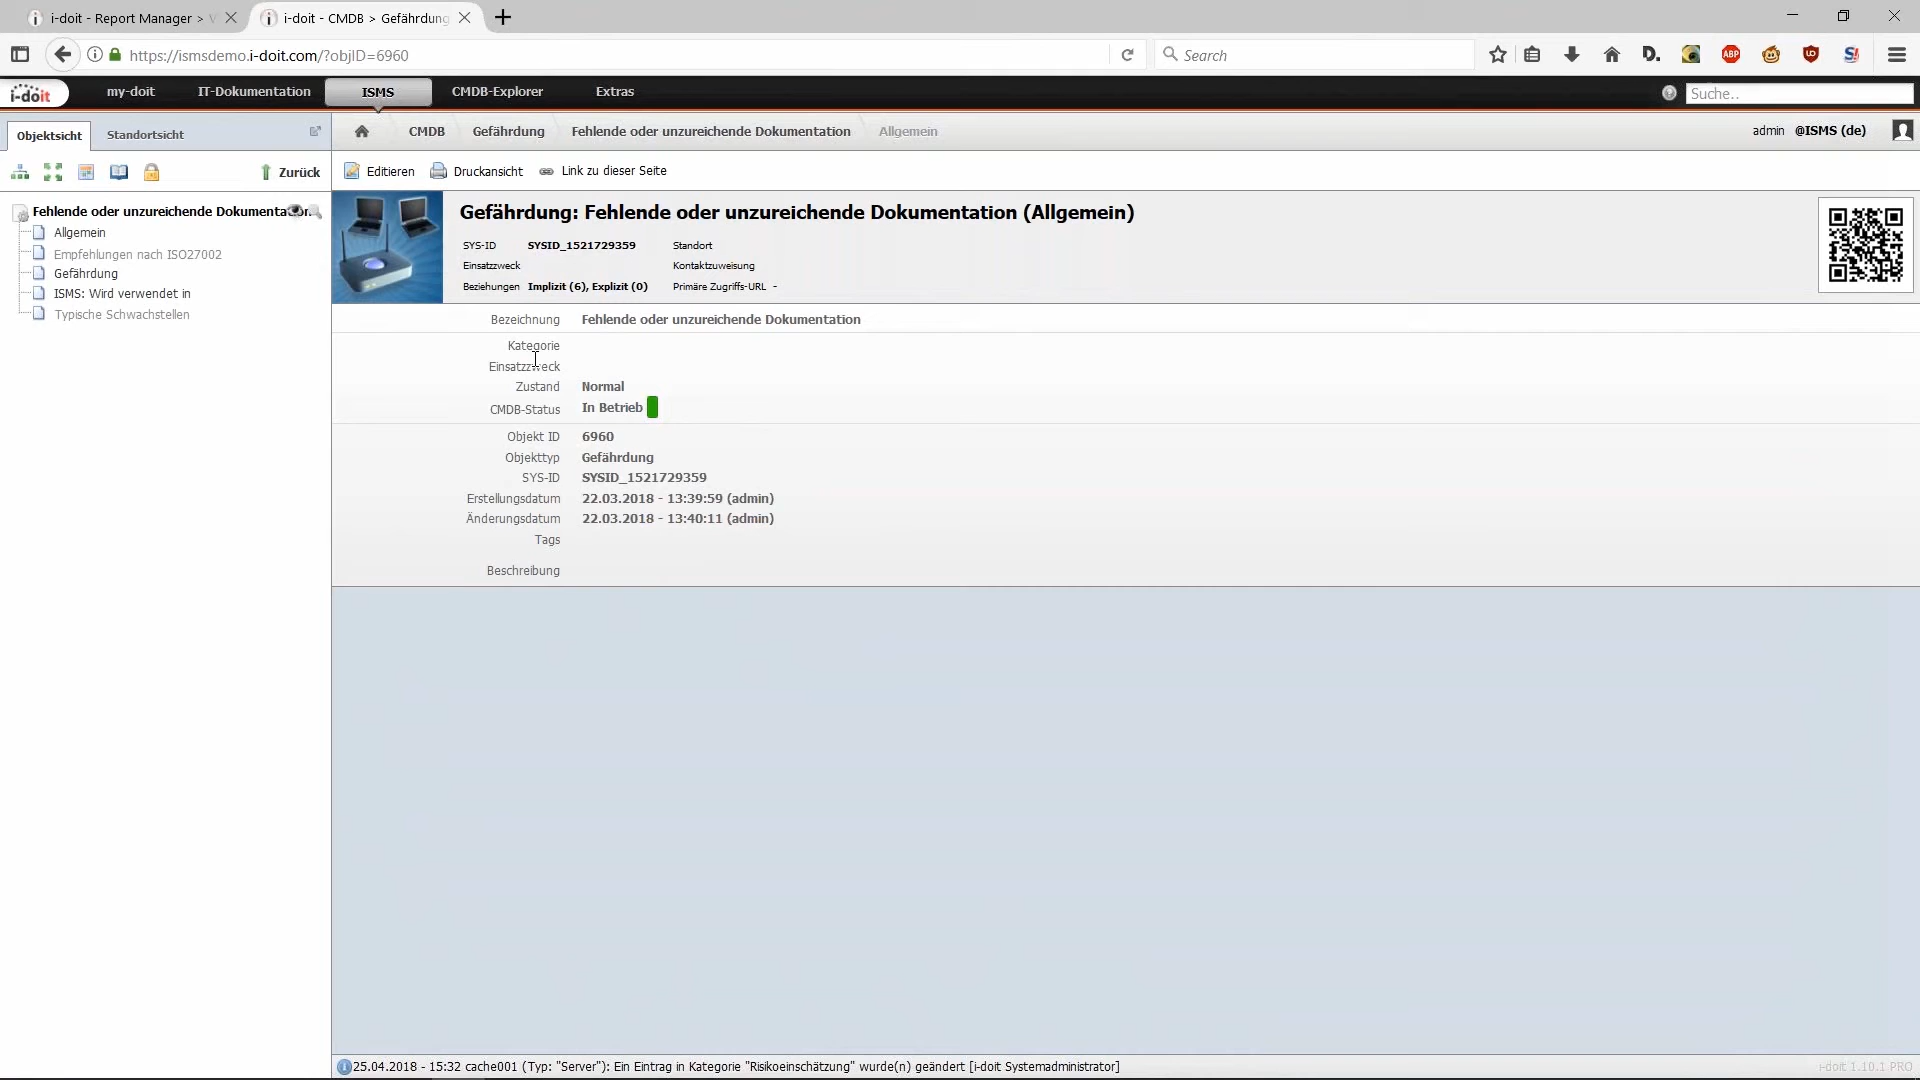 i-doit - Report Manager > V
i-doit - CMDB > Gefährdung
https://ismsdemo.i-doit.com/?objID=6960
Search
D.
ABP
i-doit
my-doit
IT-Dokumentation
ISMS
CMDB-Explorer
Extras
Suche..
Objektsicht
Standortsicht
CMDB
Gefährdung
Fehlende oder unzureichende Dokumentation
Allgemein
admin @ISMS (de)
Zurück
Editieren
Druckansicht
Link zu dieser Seite
Fehlende oder unzureichende Dokumentation
Allgemein
Empfehlungen nach ISO27002
Gefährdung
ISMS: Wird verwendet in
Typische Schwachstellen
Gefährdung: Fehlende oder unzureichende Dokumentation (Allgemein)
SYS-ID SYSID_1521729359 Standort
Einsatzzweck Kontaktzuweisung
Beziehungen Implizit (6), Explizit (0) Primäre Zugriffs-URL -
Bezeichnung Fehlende oder unzureichende Dokumentation
Kategorie
Einsatzzweck
Zustand Normal
CMDB-Status In Betrieb
Objekt ID 6960
Objekttyp Gefährdung
SYS-ID SYSID_1521729359
Erstellungsdatum 22.03.2018 - 13:39:59 (admin)
Änderungsdatum 22.03.2018 - 13:40:11 (admin)
Tags
Beschreibung
25.04.2018 - 15:32 cache001 (Typ: "Server"): Ein Eintrag in Kategorie "Risikoeinschätzung" wurde(n) geändert [i-doit Systemadministrator]
i-doit 1.10.1 PRO